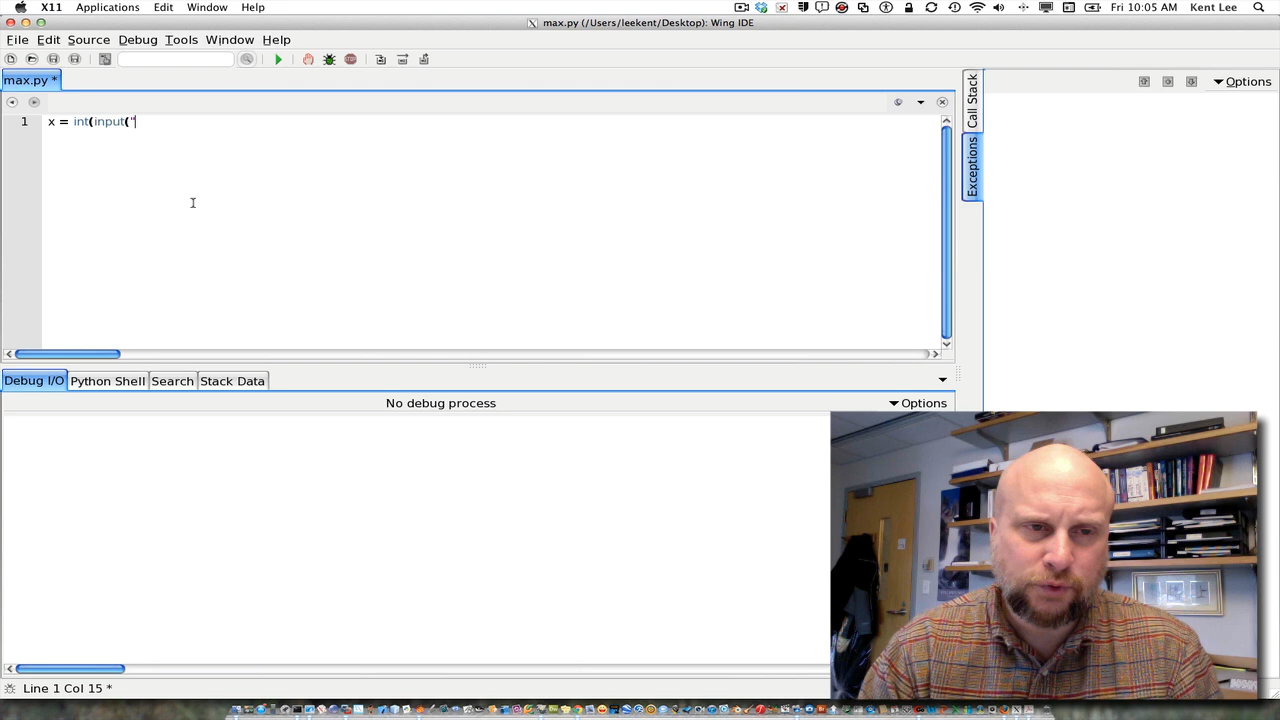 X11 Applications Edit Window Help Fri 10:05 AM Kent Lee
max.py (/Users/leekent/Desktop): Wing IDE
File Edit Source Debug Tools Window Help
max.py *
Options
1 x = int(input("
Call Stack
Exceptions
Debug I/O Python Shell Search Stack Data
No debug process
Options
Line 1 Col 15 *